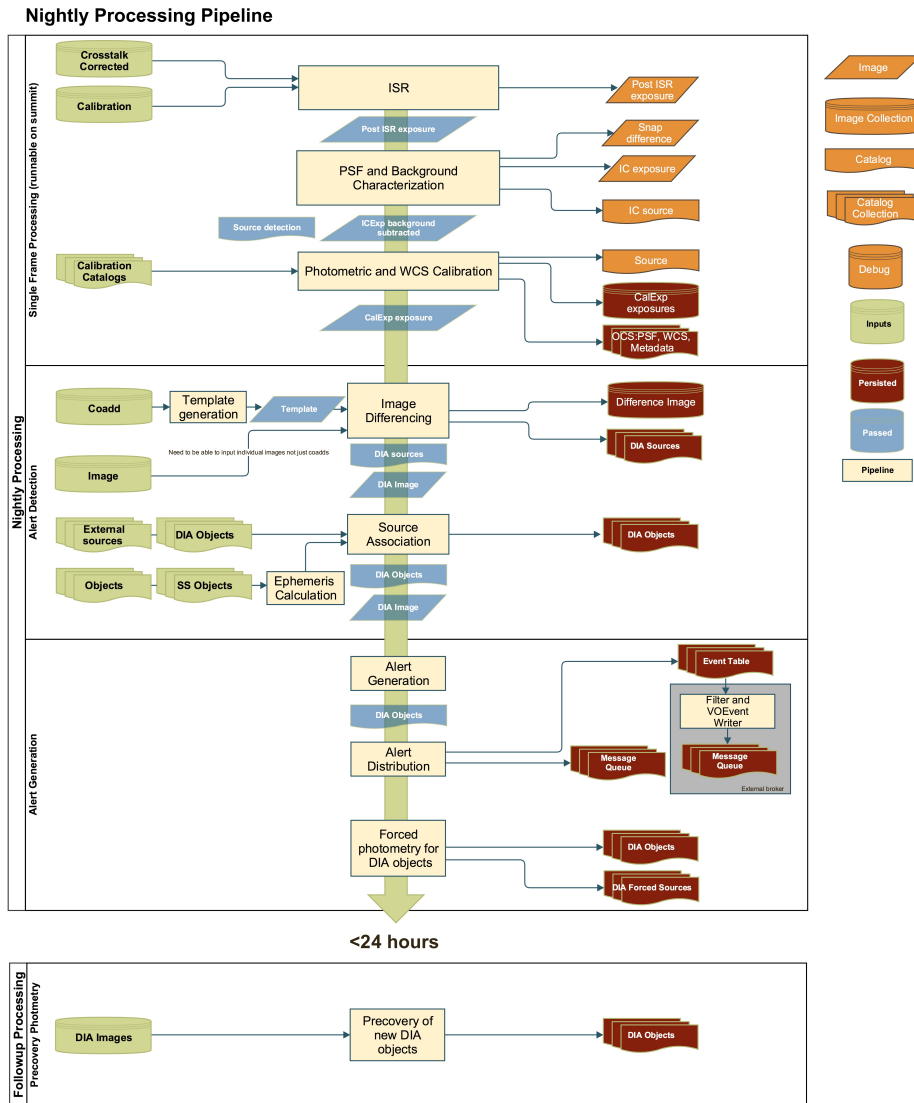 Nightly Processing Pipeline
Nightly Processing
Single Frame Processing (runnable on summit)
Crosstalk
Corrected
Calibration
ISR
Post ISR
exposure
Post ISR exposure
PSF and Background
Characterization
Snap
difference
IC exposure
IC source
Source detection
ICExp background
subtracted
Calibration
Catalogs
Photometric and WCS Calibration
Source
CalExp
exposures
OCS:PSF, WCS,
Metadata
CalExp exposure
Alert Detection
Coadd
Template
generation
Template
Image
Differencing
Difference Image
DIA Sources
Need to be able to input individual images not just coadds
Image
DIA sources
DIA Image
External
sources
DIA Objects
Source
Association
DIA Objects
Objects
SS Objects
Ephemeris
Calculation
DIA Objects
DIA Image
Alert Generation
Alert
Generation
DIA Objects
Alert
Distribution
Event Table
Filter and
VOEvent
Writer
Message
Queue
Message
Queue
External broker
Forced
photometry for
DIA objects
DIA Objects
DIA Forced Sources
<24 hours
Followup Processing
Precovery Photmetry
DIA Images
Precovery of
new DIA
objects
DIA Objects
Image
Image Collection
Catalog
Catalog
Collection
Debug
Inputs
Persisted
Passed
Pipeline